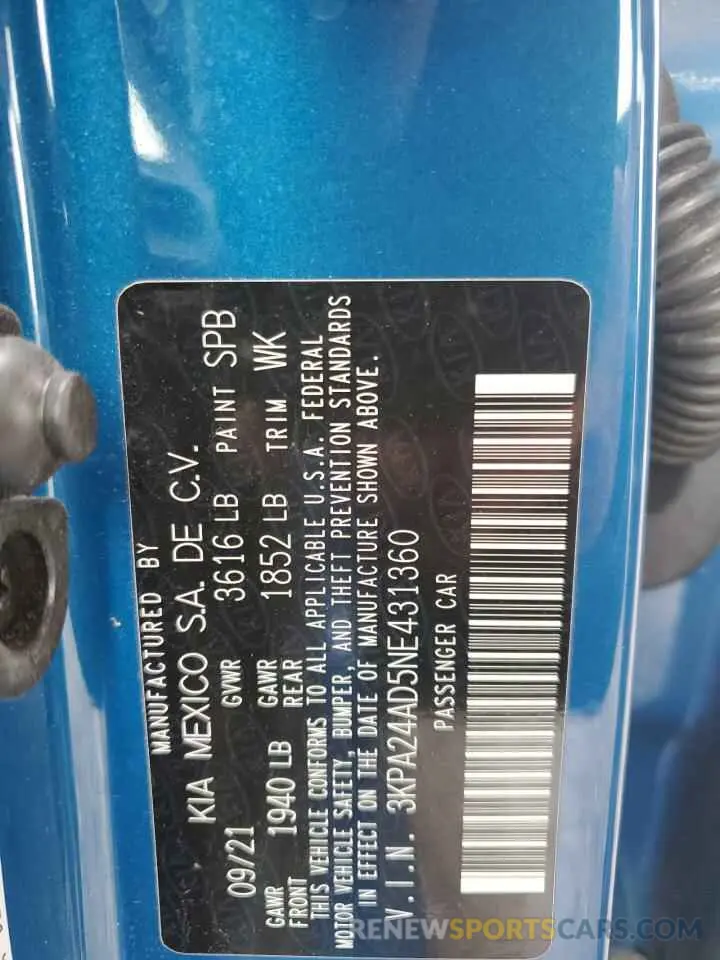 MANUFACTURED BY
KIA MEXICO S.A. DE C.V.
09/21 GVWR 3616 LB PAINT SPB
GAWR FRONT 1940 LB GAWR REAR 1852 LB TRIM WK
THIS VEHICLE CONFORMS TO ALL APPLICABLE U.S.A. FEDERAL
MOTOR VEHICLE SAFETY, BUMPER, AND THEFT PREVENTION STANDARDS
IN EFFECT ON THE DATE OF MANUFACTURE SHOWN ABOVE.
V.I.N. 3KPA24AD5NE431360
PASSENGER CAR
RENEWSPORTSCARS.COM